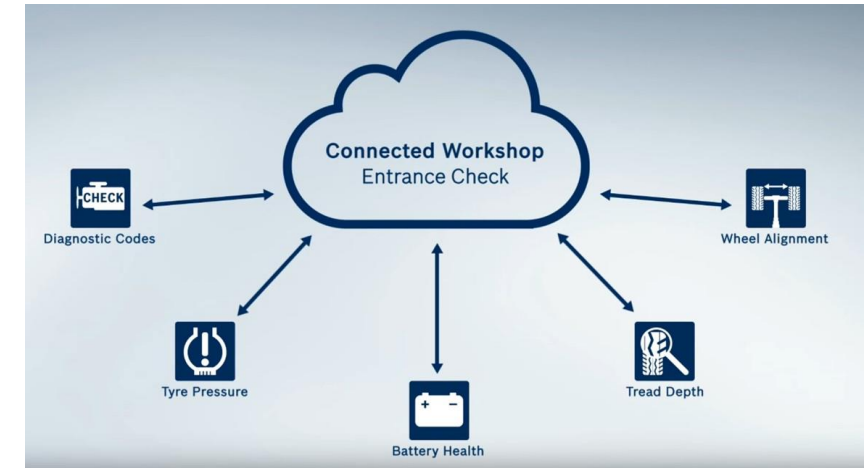 Connected Workshop
Entrance Check
CHECK
Diagnostic Codes
Wheel Alignment
Tyre Pressure
Tread Depth
+ -
Battery Health